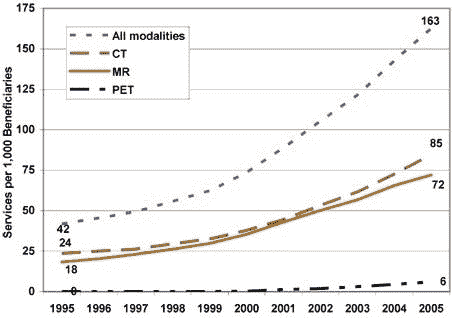 175
150
125
100
75
50
25
0
Services per 1,000 Beneficiaries
All modalities
CT
MR
PET
163
85
72
6
42
24
18
0
1995 1996 1997 1998 1999 2000 2001 2002 2003 2004 2005